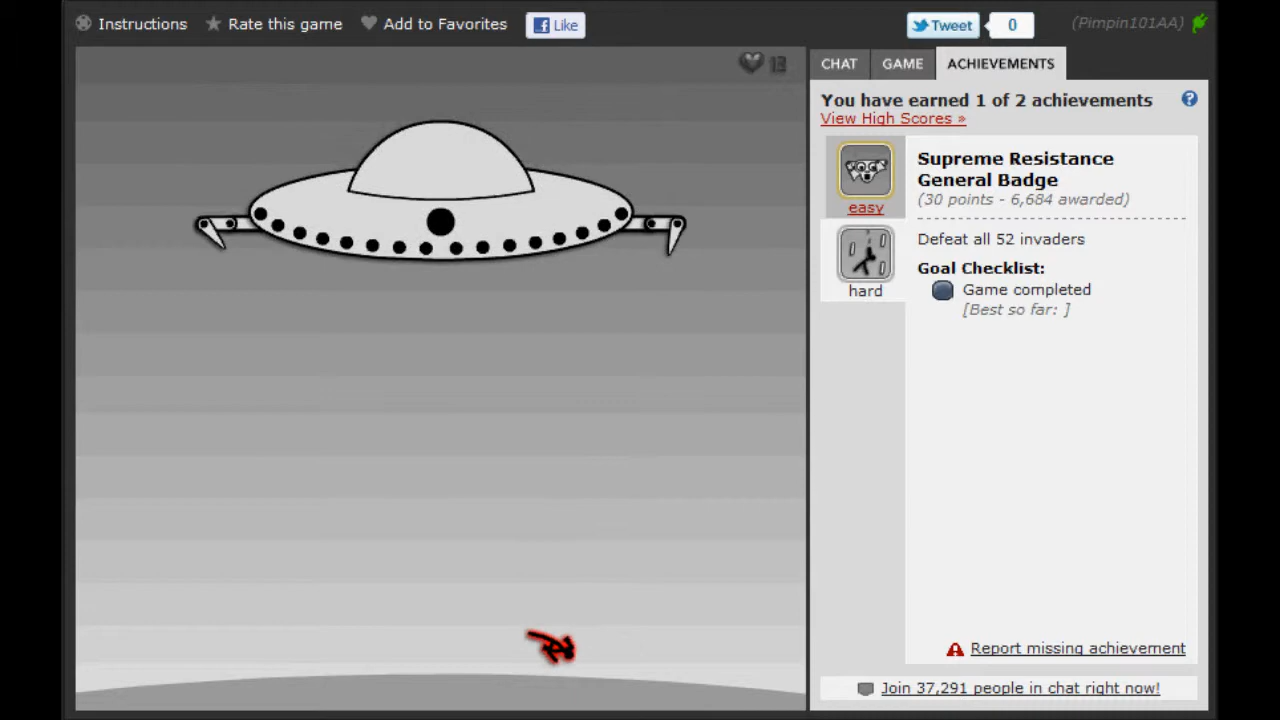 Instructions
Rate this game
Add to Favorites
Like
Tweet
0
(Pimpin101AA)
13
CHAT
GAME
ACHIEVEMENTS
You have earned 1 of 2 achievements
View High Scores »
easy
hard
Supreme Resistance
General Badge
(30 points - 6,684 awarded)
Defeat all 52 invaders
Goal Checklist:
Game completed
[Best so far: ]
Report missing achievement
Join 37,291 people in chat right now!